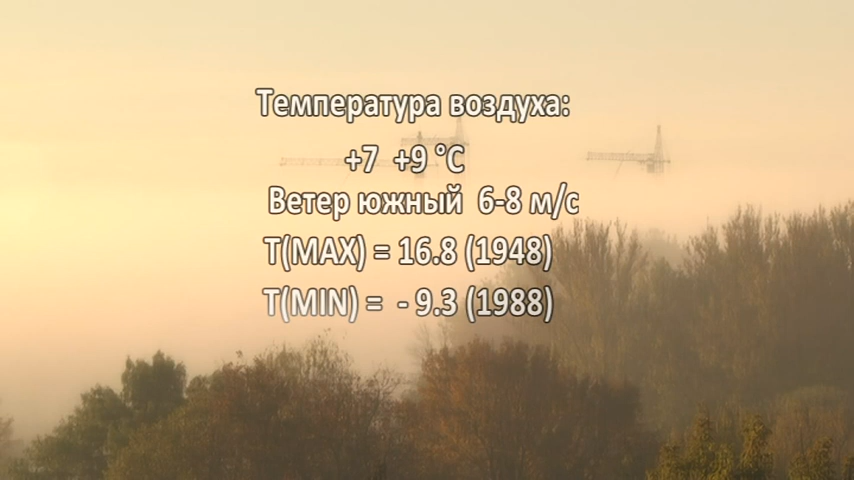 Температура воздуха:
+7 +9 °C
Ветер южный 6-8 м/с
T(MAX) = 16.8 (1948)
T(MIN) = - 9.3 (1988)